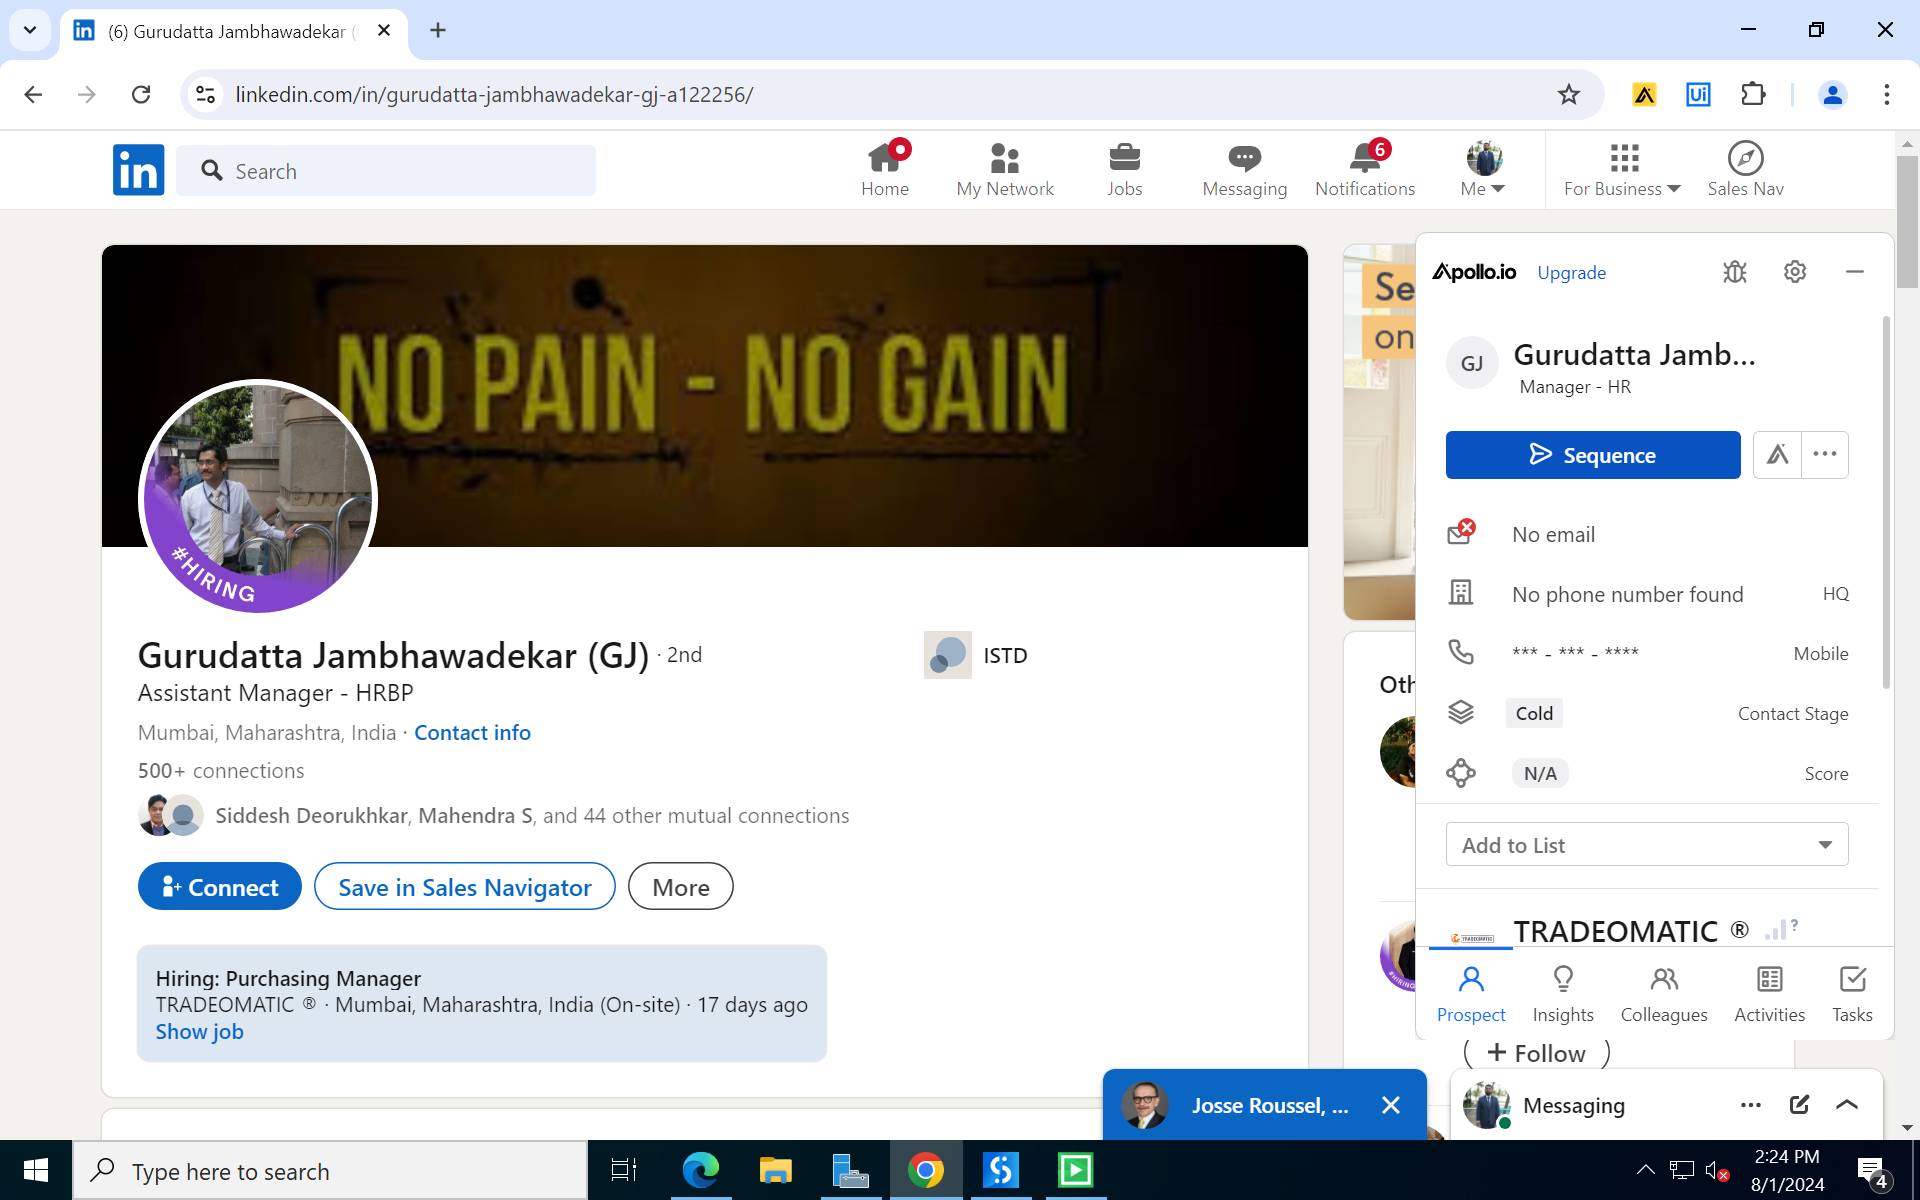 (6) Gurudatta Jambhawadekar (
linkedin.com/in/gurudatta-jambhawadekar-gj-a122256/
in
Search
Home
My Network
Jobs
Messaging
6
Notifications
Me
For Business
Sales Nav
NO PAIN - NO GAIN
#HIRING
Gurudatta Jambhawadekar (GJ) · 2nd
Assistant Manager - HRBP
Mumbai, Maharashtra, India · Contact info
500+ connections
Siddesh Deorukhkar, Mahendra S, and 44 other mutual connections
ISTD
Connect
Save in Sales Navigator
More
Hiring: Purchasing Manager
TRADEOMATIC ® · Mumbai, Maharashtra, India (On-site) · 17 days ago
Show job
Se
on
Oth
Apollo.io
Upgrade
GJ
Gurudatta Jamb...
Manager - HR
Sequence
No email
No phone number found
HQ
*** - *** - ****
Mobile
Cold
Contact Stage
N/A
Score
Add to List
TRADEOMATIC
TRADEOMATIC ®
?
Prospect
Insights
Colleagues
Activities
Tasks
#HIRING
+ Follow
Josse Roussel, ...
Messaging
Type here to search
2:24 PM
8/1/2024
4